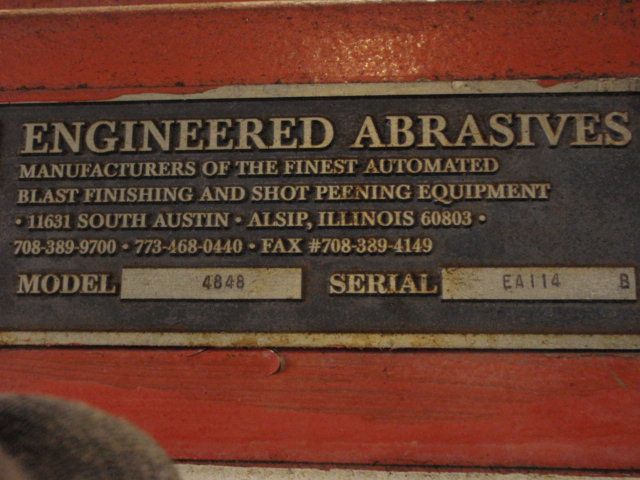 ENGINEERED ABRASIVES
MANUFACTURERS OF THE FINEST AUTOMATED
BLAST FINISHING AND SHOT PEENING EQUIPMENT
• 11631 SOUTH AUSTIN • ALSIP, ILLINOIS 60803 •
708-389-9700 • 773-468-0440 • FAX #708-389-4149
MODEL 4848 SERIAL EA114 B